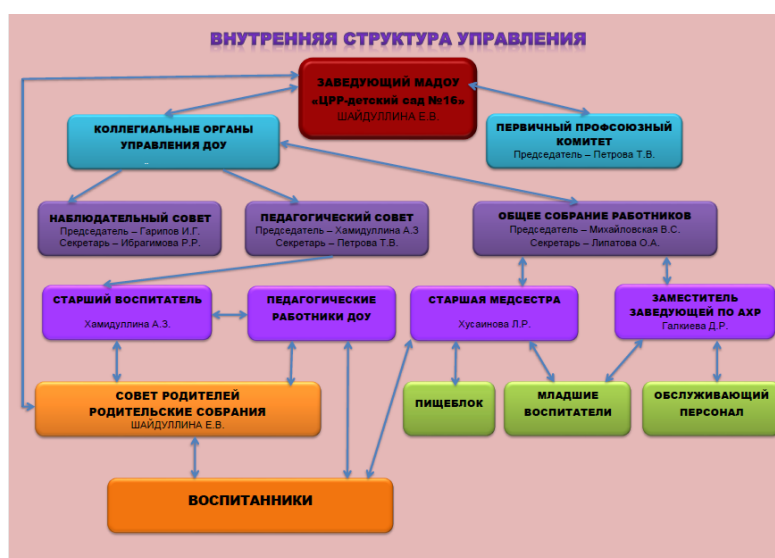 ВНУТРЕННЯЯ СТРУКТУРА УПРАВЛЕНИЯ
ЗАВЕДУЮЩИЙ МАДОУ
«ЦРР-детский сад №16»
ШАЙДУЛЛИНА Е.В.
КОЛЛЕГИАЛЬНЫЕ ОРГАНЫ
УПРАВЛЕНИЯ ДОУ
ПЕРВИЧНЫЙ ПРОФСОЮЗНЫЙ
КОМИТЕТ
Председатель – Петрова Т.В.
НАБЛЮДАТЕЛЬНЫЙ СОВЕТ
Председатель – Гарипов И.Г.
Секретарь – Ибрагимова Р.Р.
ПЕДАГОГИЧЕСКИЙ СОВЕТ
Председатель – Хамидуллина А.З
Секретарь – Петрова Т.В.
ОБЩЕЕ СОБРАНИЕ РАБОТНИКОВ
Председатель – Михайловская В.С.
Секретарь – Липатова О.А.
СТАРШИЙ ВОСПИТАТЕЛЬ
Хамидуллина А.З.
ПЕДАГОГИЧЕСКИЕ
РАБОТНИКИ ДОУ
СТАРШАЯ МЕДСЕСТРА
Хусаинова Л.Р.
ЗАМЕСТИТЕЛЬ
ЗАВЕДУЮЩЕЙ ПО АХР
Галкиева Д.Р.
СОВЕТ РОДИТЕЛЕЙ
РОДИТЕЛЬСКИЕ СОБРАНИЯ
ШАЙДУЛЛИНА Е.В.
ПИЩЕБЛОК
МЛАДШИЕ
ВОСПИТАТЕЛИ
ОБСЛУЖИВАЮЩИЙ
ПЕРСОНАЛ
ВОСПИТАННИКИ